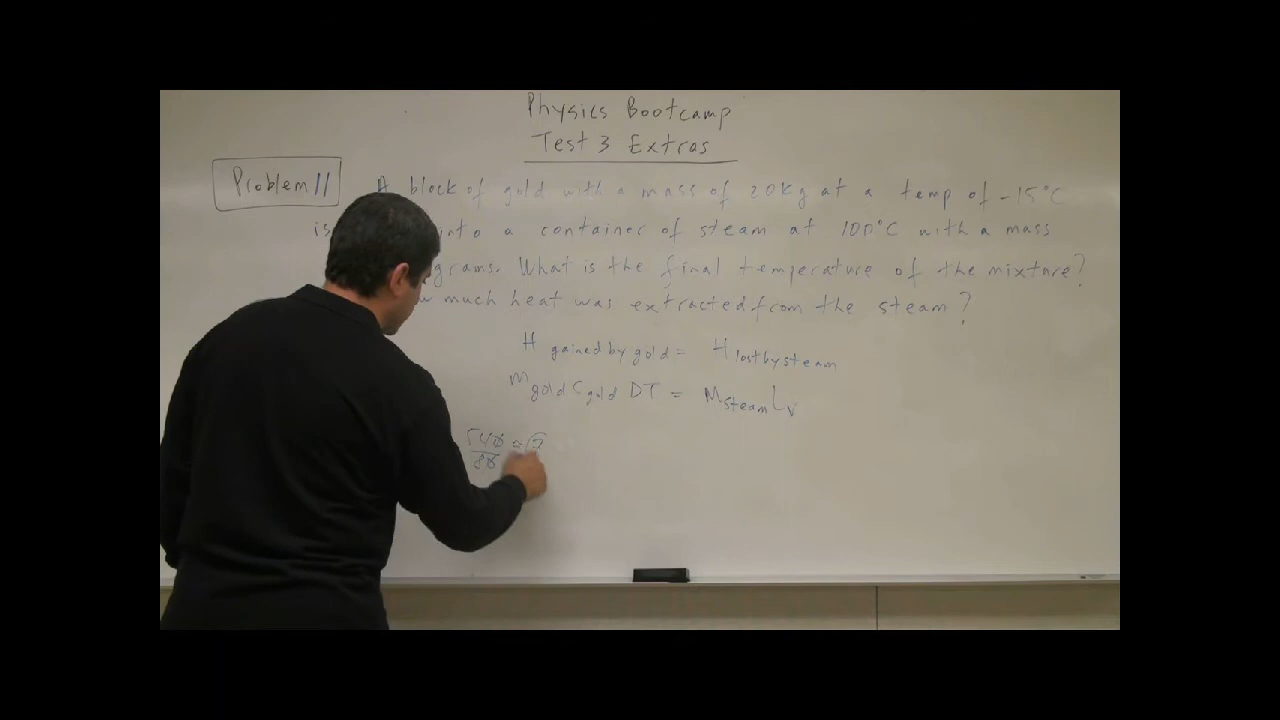 Physics Bootcamp
Test 3 Extras
Problem 11 A block of gold with a mass of 20kg at a temp of -15°C
is into a container of steam at 100°C with a mass
grams. What is the final temperature of the mixture?
much heat was extracted from the steam?
H gained by gold = H lost by steam
M gold C gold DT = M steam Lv
540
80